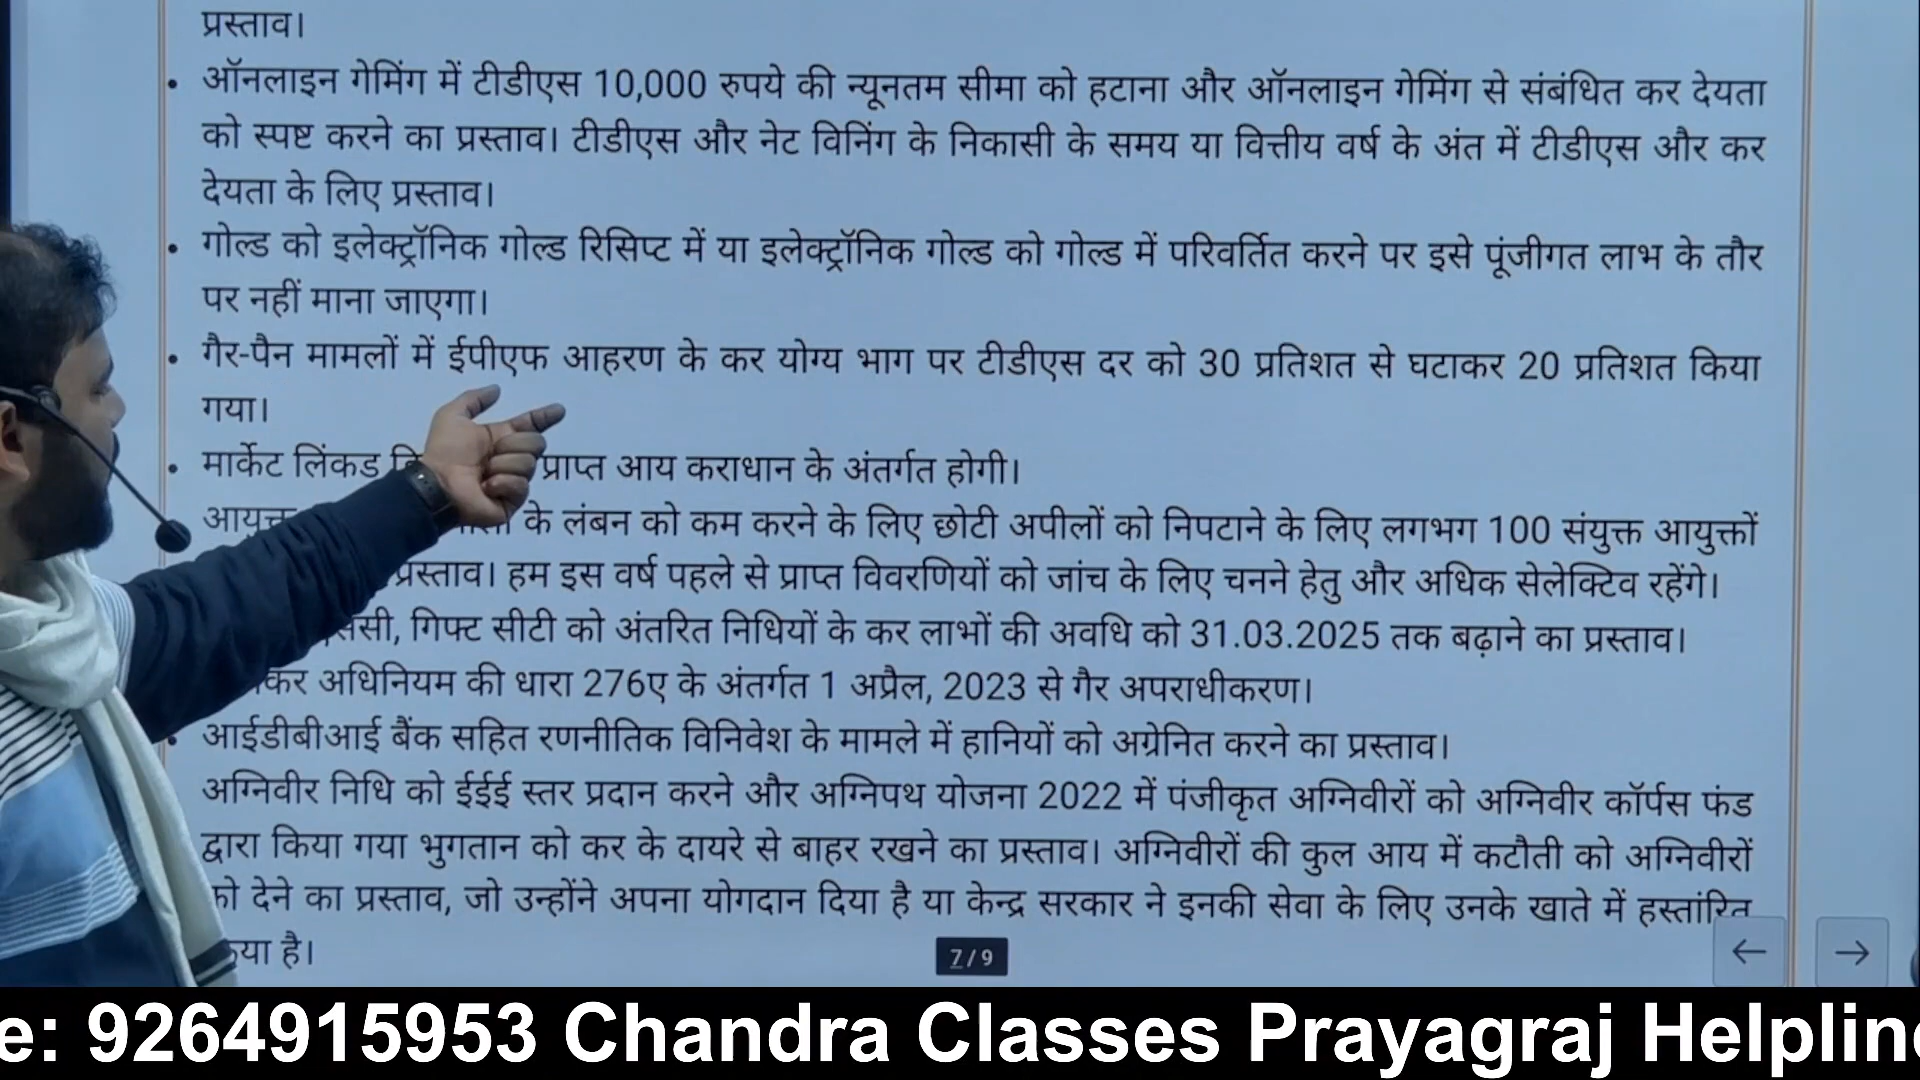 प्रस्ताव।
• ऑनलाइन गेमिंग में टीडीएस 10,000 रुपये की न्यूनतम सीमा को हटाना और ऑनलाइन गेमिंग से संबंधित कर देयता
को स्पष्ट करने का प्रस्ताव। टीडीएस और नेट विनिंग के निकासी के समय या वित्तीय वर्ष के अंत में टीडीएस और कर
देयता के लिए प्रस्ताव।
• गोल्ड को इलेक्ट्रॉनिक गोल्ड रिसिप्ट में या इलेक्ट्रॉनिक गोल्ड को गोल्ड में परिवर्तित करने पर इसे पूंजीगत लाभ के तौर
पर नहीं माना जाएगा।
• गैर-पैन मामलों में ईपीएफ आहरण के कर योग्य भाग पर टीडीएस दर को 30 प्रतिशत से घटाकर 20 प्रतिशत किया
गया।
• मार्केट लिंकड प्राप्त आय कराधान के अंतर्गत होगी।
आयुक्त के लंबन को कम करने के लिए छोटी अपीलों को निपटाने के लिए लगभग 100 संयुक्त आयुक्तों
प्रस्ताव। हम इस वर्ष पहले से प्राप्त विवरणियों को जांच के लिए चनने हेतु और अधिक सेलेक्टिव रहेंगे।
गिफ्ट सीटी को अंतरित निधियों के कर लाभों की अवधि को 31.03.2025 तक बढ़ाने का प्रस्ताव।
अधिनियम की धारा 276ए के अंतर्गत 1 अप्रैल, 2023 से गैर अपराधीकरण।
• आईडीबीआई बैंक सहित रणनीतिक विनिवेश के मामले में हानियों को अग्रेनित करने का प्रस्ताव।
अग्निवीर निधि को ईईई स्तर प्रदान करने और अग्निपथ योजना 2022 में पंजीकृत अग्निवीरों को अग्निवीर कॉर्पस फंड
द्वारा किया गया भुगतान को कर के दायरे से बाहर रखने का प्रस्ताव। अग्निवीरों की कुल आय में कटौती को अग्निवीरों
को देने का प्रस्ताव, जो उन्होंने अपना योगदान दिया है या केन्द्र सरकार ने इनकी सेवा के लिए उनके खाते में हस्तांरित
है।
7/9
e: 9264915953 Chandra Classes Prayagraj Helpline